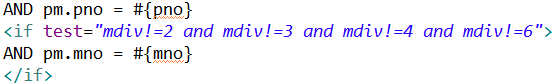 AND pm.pno = #{pno}
<if test="mdiv!=2 and mdiv!=3 and mdiv!=4 and mdiv!=6">
AND pm.mno = #{mno}
</if>